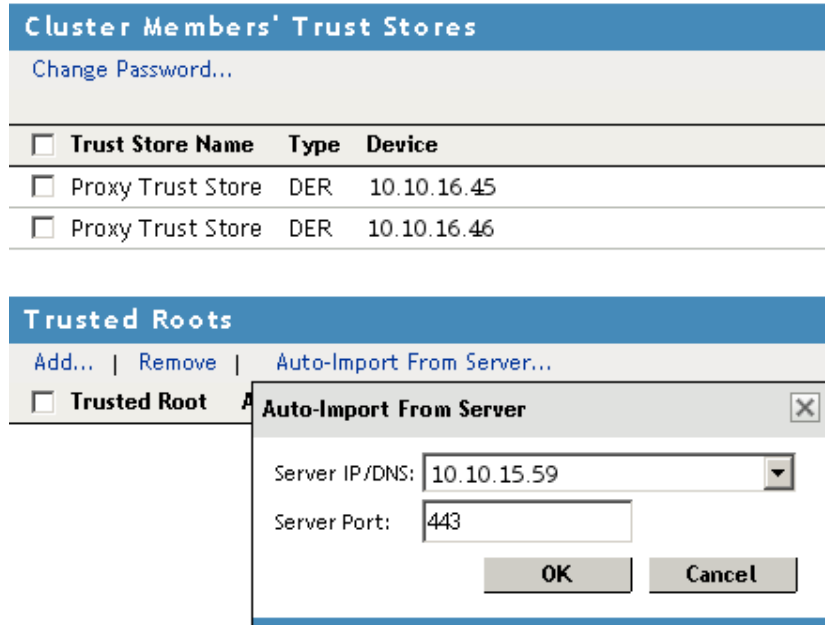 Cluster Members' Trust Stores
Change Password...
Trust Store Name Type Device
Proxy Trust Store DER 10.10.16.45
Proxy Trust Store DER 10.10.16.46
Trusted Roots
Add... | Remove | Auto-Import From Server...
Trusted Root
Auto-Import From Server
Server IP/DNS: 10.10.15.59
Server Port: 443
OK Cancel